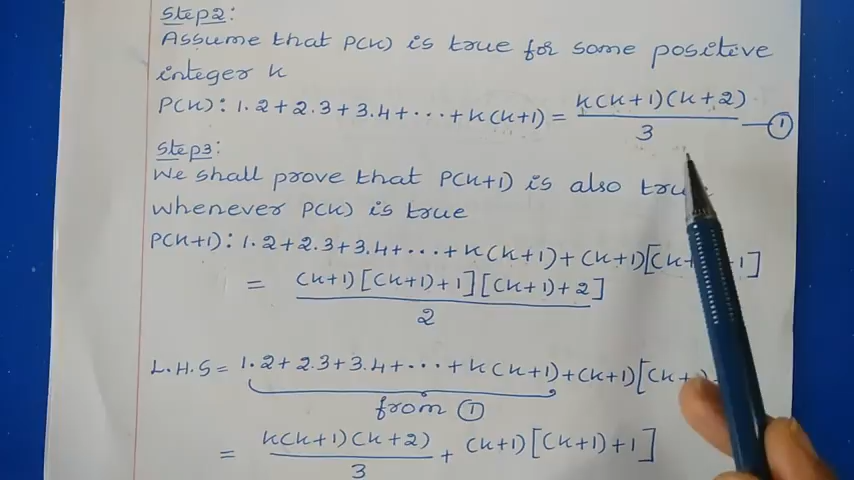 Step2:
Assume that P(k) is true for some positive
integer k
P(k): 1.2+2.3+3.4+...+k(k+1) = k(k+1)(k+2) / 3 —①
Step3:
We shall prove that P(k+1) is also true
whenever P(k) is true
P(k+1): 1.2+2.3+3.4+...+k(k+1)+(k+1)[(k+ 1]
= (k+1)[(k+1)+1][(k+1)+2] / 2
L.H.S = 1.2+2.3+3.4+...+k(k+1)+(k+1)[(k+
from ①
= k(k+1)(k+2) / 3 + (k+1)[(k+1)+1]